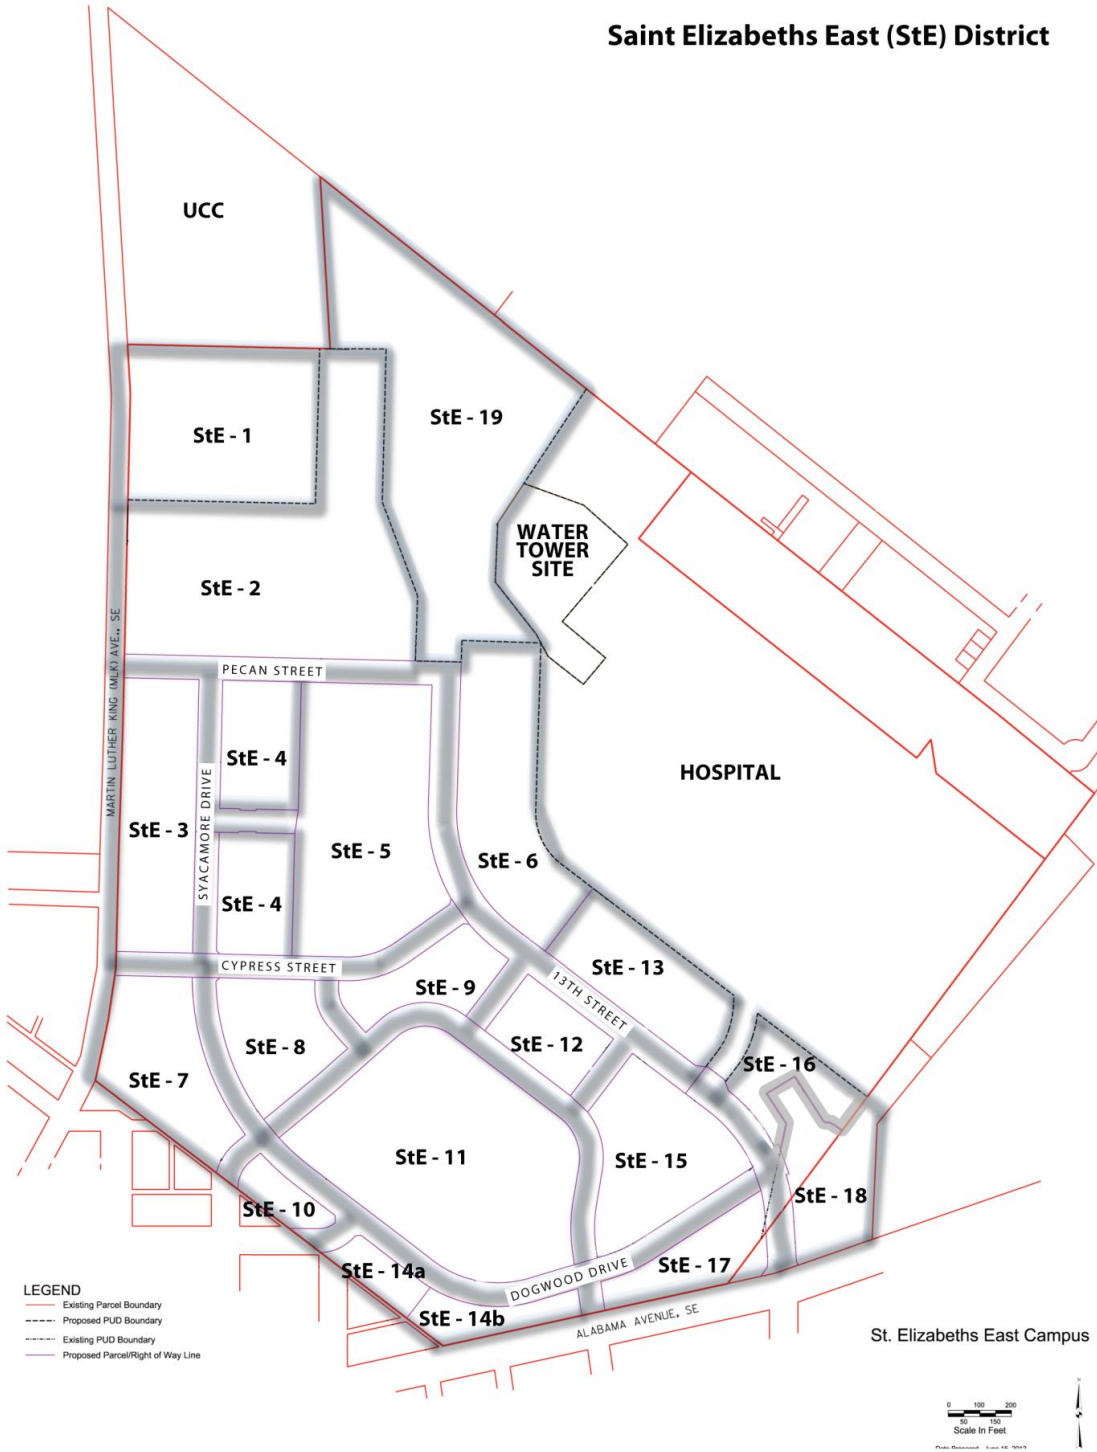 Saint Elizabeths East (StE) District
UCC
StE - 1
StE - 19
WATER
TOWER
SITE
StE - 2
MARTIN LUTHER KING (MLK) AVE., SE
PECAN STREET
StE - 4
HOSPITAL
StE - 3
SYACAMORE DRIVE
StE - 5
StE - 6
StE - 4
CYPRESS STREET
StE - 13
StE - 9
13TH STREET
StE - 8
StE - 12
StE - 16
StE - 7
StE - 11
StE - 15
StE - 18
StE - 10
StE - 14a
StE - 17
DOGWOOD DRIVE
StE - 14b
ALABAMA AVENUE, SE
LEGEND
Existing Parcel Boundary
Proposed PUD Boundary
Existing PUD Boundary
Proposed Parcel/Right of Way Line
St. Elizabeths East Campus
N
0 100 200
50 150
Scale In Feet
Date Prepared June 15, 2012